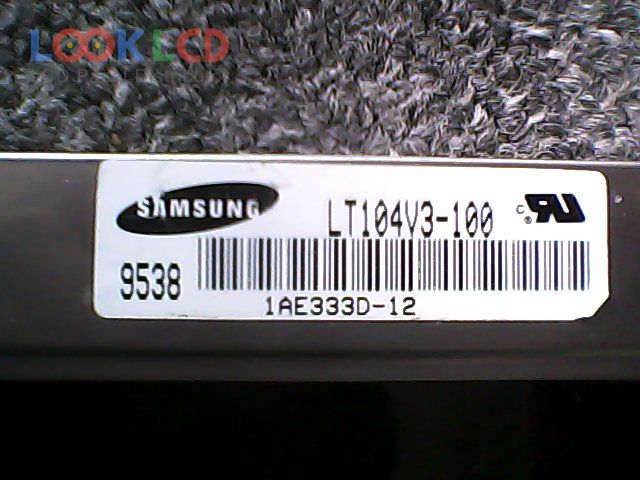 LOOKLCD
SAMSUNG
LT104V3-100
9538
1AE333D-12